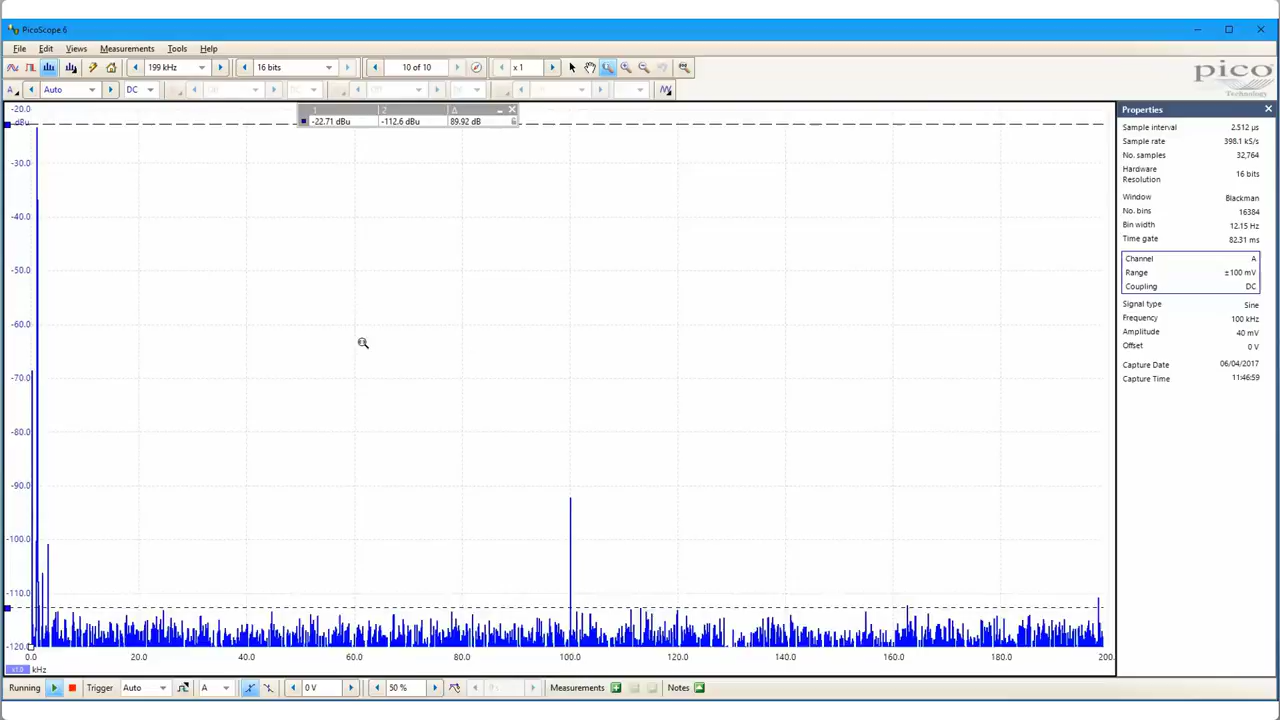 PicoScope 6
File Edit Views Measurements Tools Help
199 kHz 16 bits 10 of 10 x 1
pico
Technology
A Auto DC
1 2 Δ
-22.71 dBu -112.6 dBu 89.92 dB
-20.0
dBu
-30.0
-40.0
-50.0
-60.0
-70.0
-80.0
-90.0
-100.0
-110.0
-120.0
0.0 20.0 40.0 60.0 80.0 100.0 120.0 140.0 160.0 180.0 200.
x1.0 kHz
Properties
Sample interval 2.512 µs
Sample rate 398.1 kS/s
No. samples 32,764
Hardware
Resolution 16 bits
Window Blackman
No. bins 16384
Bin width 12.15 Hz
Time gate 82.31 ms
Channel A
Range ±100 mV
Coupling DC
Signal type Sine
Frequency 100 kHz
Amplitude 40 mV
Offset 0 V
Capture Date 06/04/2017
Capture Time 11:46:59
Running Trigger Auto A 0 V 50 % Measurements Notes